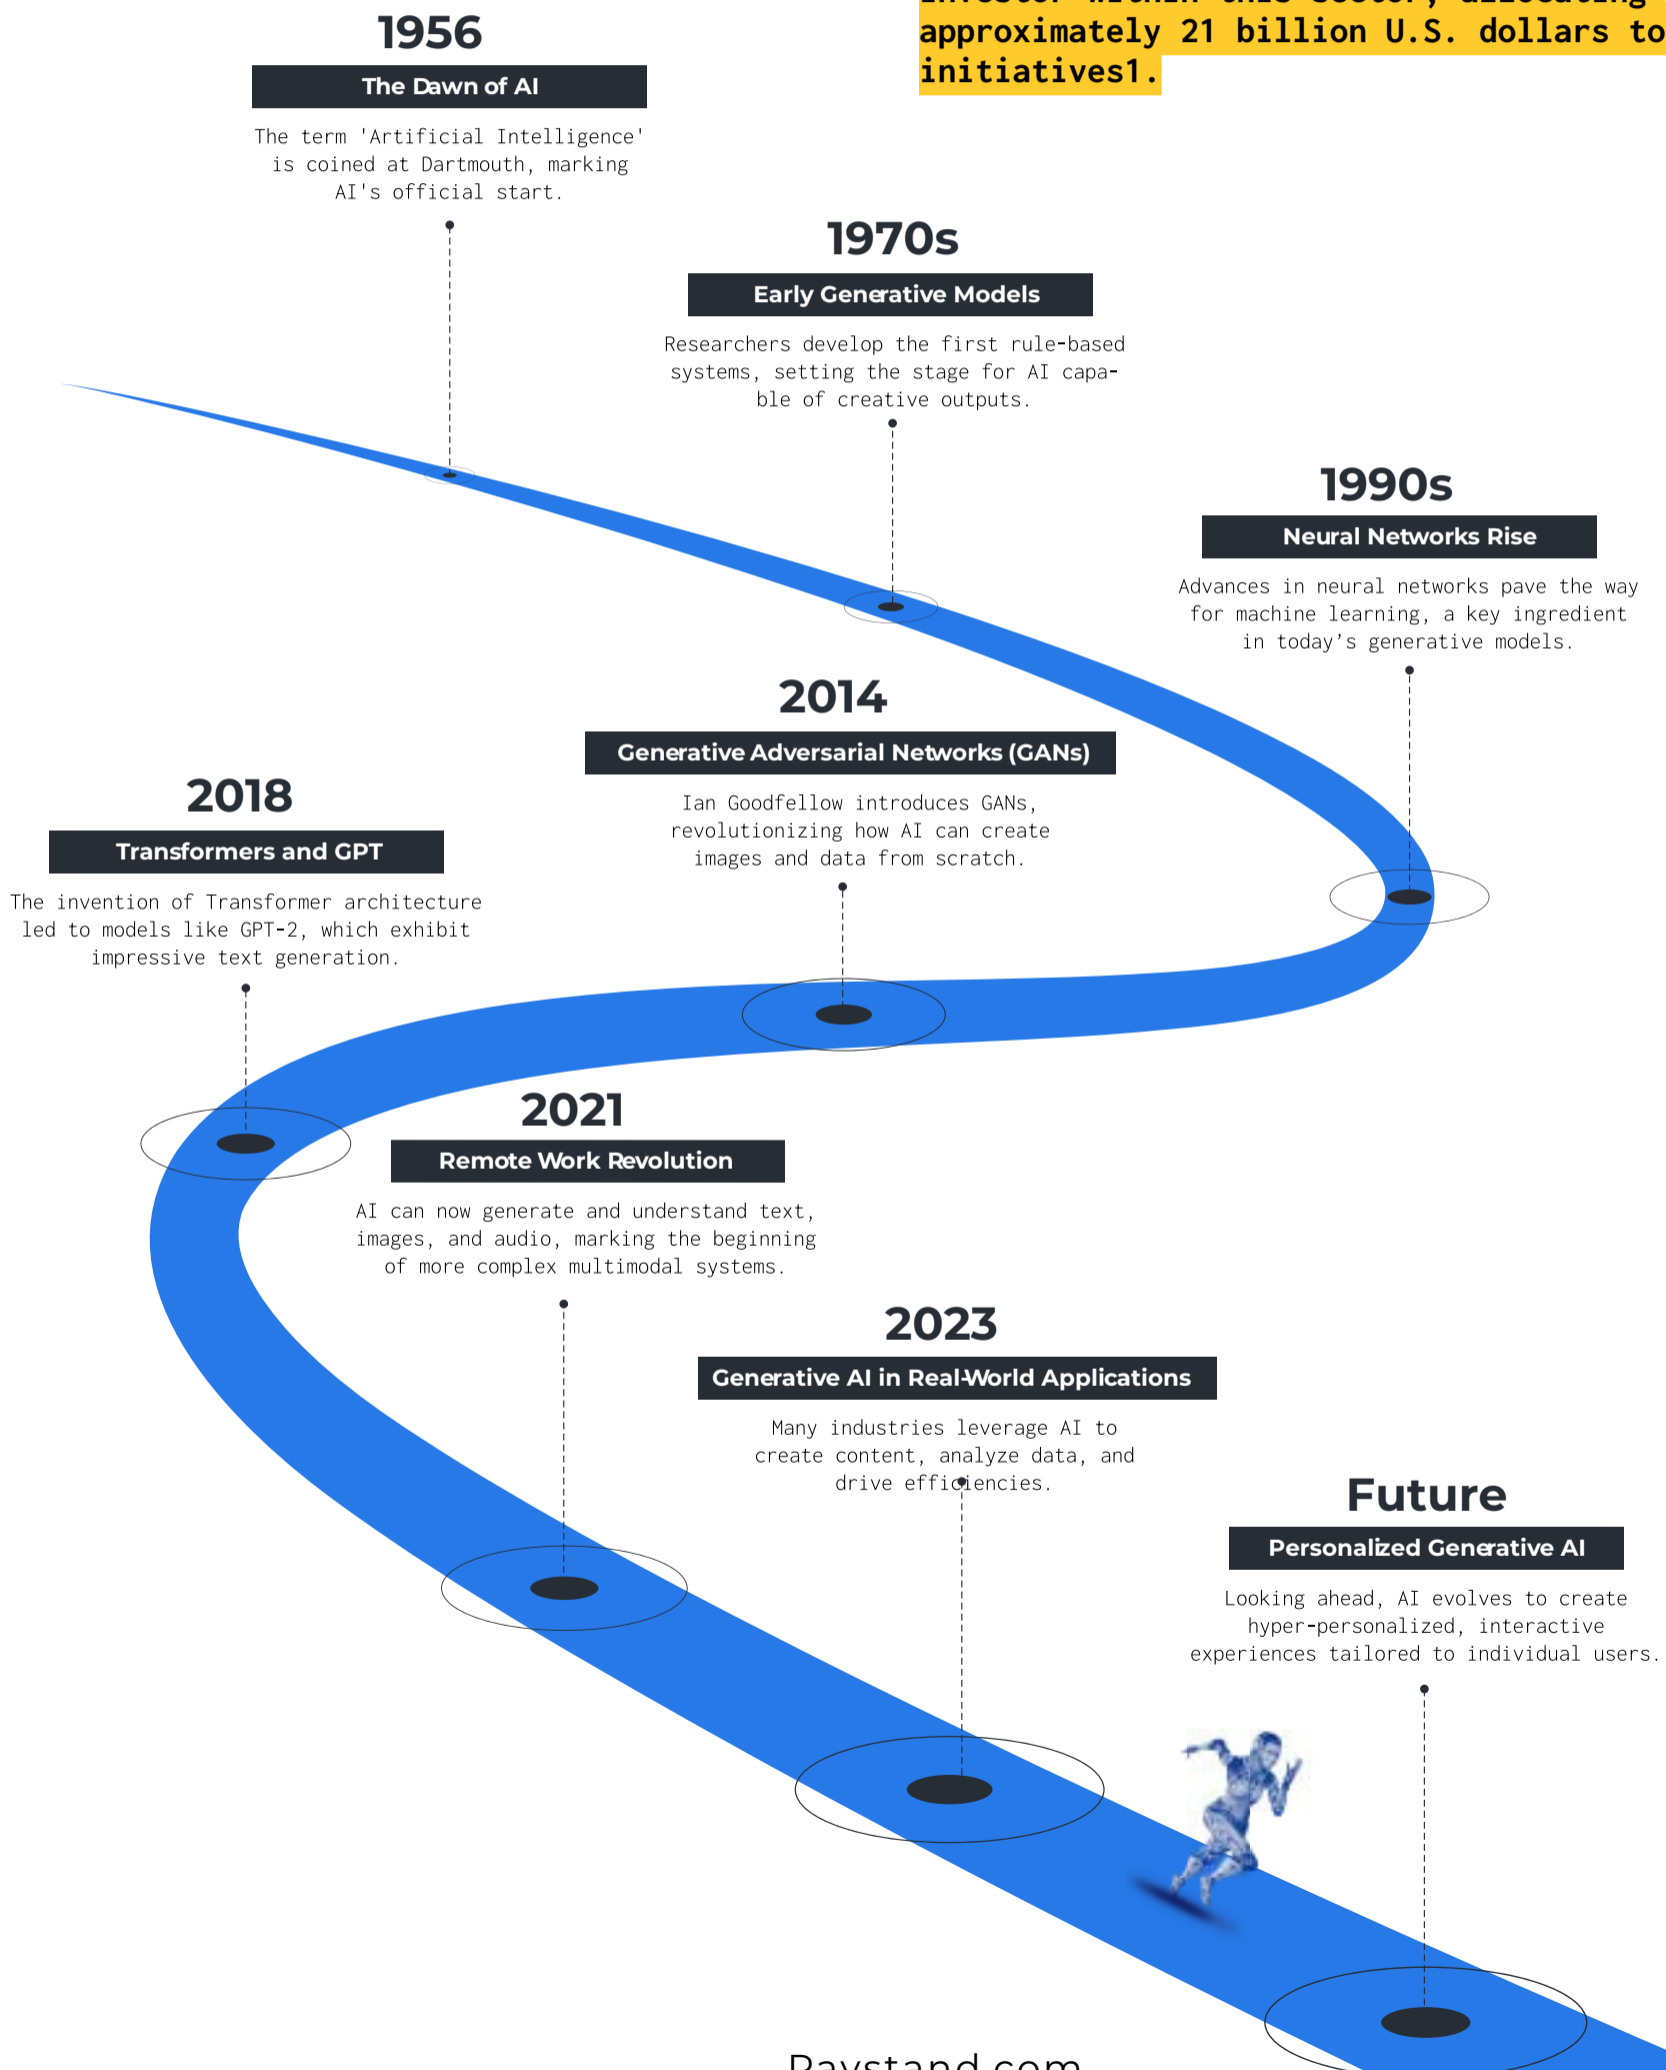 investor within this sector, allocating
approximately 21 billion U.S. dollars to
initiatives1.
1956
The Dawn of AI
The term 'Artificial Intelligence'
is coined at Dartmouth, marking
AI's official start.
1970s
Early Generative Models
Researchers develop the first rule-based
systems, setting the stage for AI capa-
ble of creative outputs.
1990s
Neural Networks Rise
Advances in neural networks pave the way
for machine learning, a key ingredient
in today’s generative models.
2014
Generative Adversarial Networks (GANs)
Ian Goodfellow introduces GANs,
revolutionizing how AI can create
images and data from scratch.
2018
Transformers and GPT
The invention of Transformer architecture
led to models like GPT-2, which exhibit
impressive text generation.
2021
Remote Work Revolution
AI can now generate and understand text,
images, and audio, marking the beginning
of more complex multimodal systems.
2023
Generative AI in Real-World Applications
Many industries leverage AI to
create content, analyze data, and
drive efficiencies.
Future
Personalized Generative AI
Looking ahead, AI evolves to create
hyper-personalized, interactive
experiences tailored to individual users.
Paystand.com